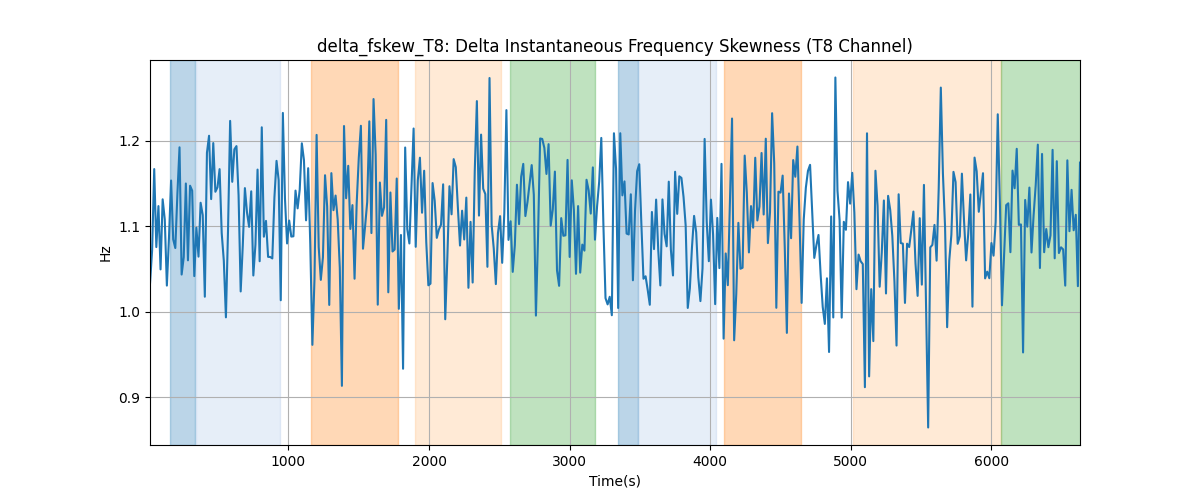 delta_fskew_T8: Delta Instantaneous Frequency Skewness (T8 Channel)
Hz
1.2
1.1
1.0
0.9
1000 2000 3000 4000 5000 6000
Time(s)